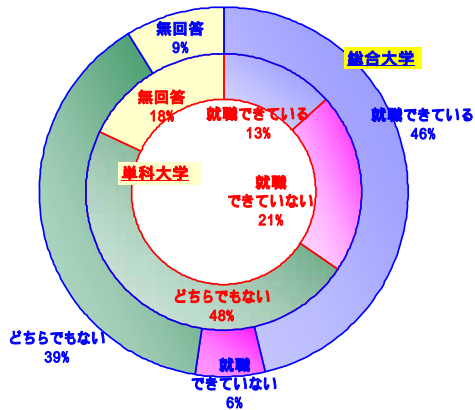 無回答
9%
総合大学
無回答
18%
就職できている
13%
就職できている
46%
単科大学
就職
できていない
21%
どちらでもない
48%
どちらでもない
39%
就職
できていない
6%